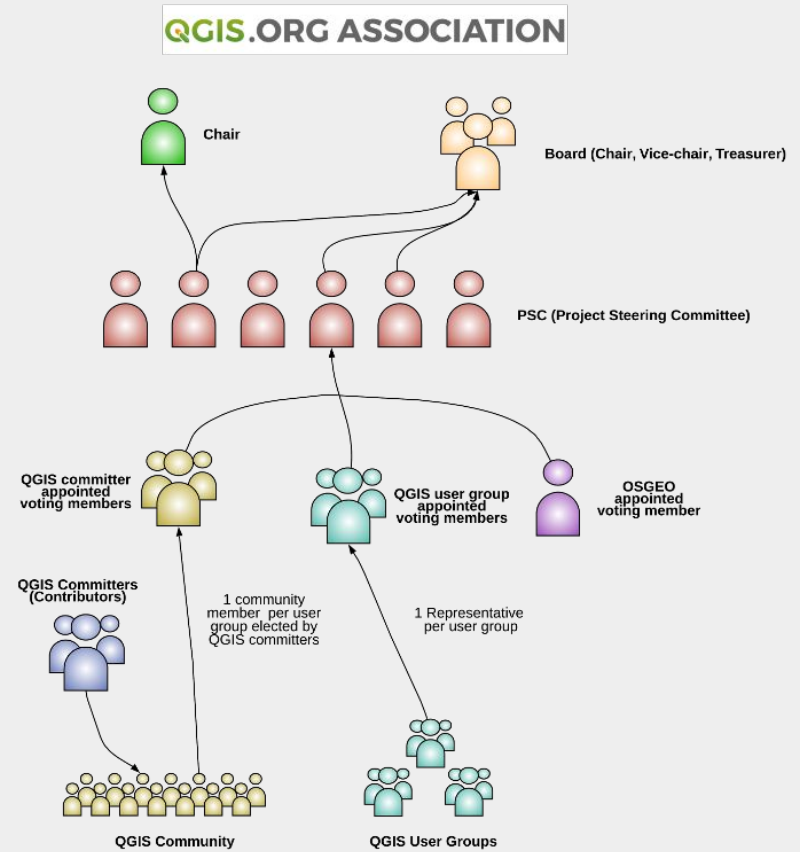 QGIS.ORG ASSOCIATION
Chair
Board (Chair, Vice-chair, Treasurer)
PSC (Project Steering Committee)
QGIS committer
appointed
voting members
QGIS user group
appointed
voting members
OSGEO
appointed
voting member
QGIS Committers
(Contributors)
1 community
member per user
group elected by
QGIS committers
1 Representative
per user group
QGIS Community
QGIS User Groups